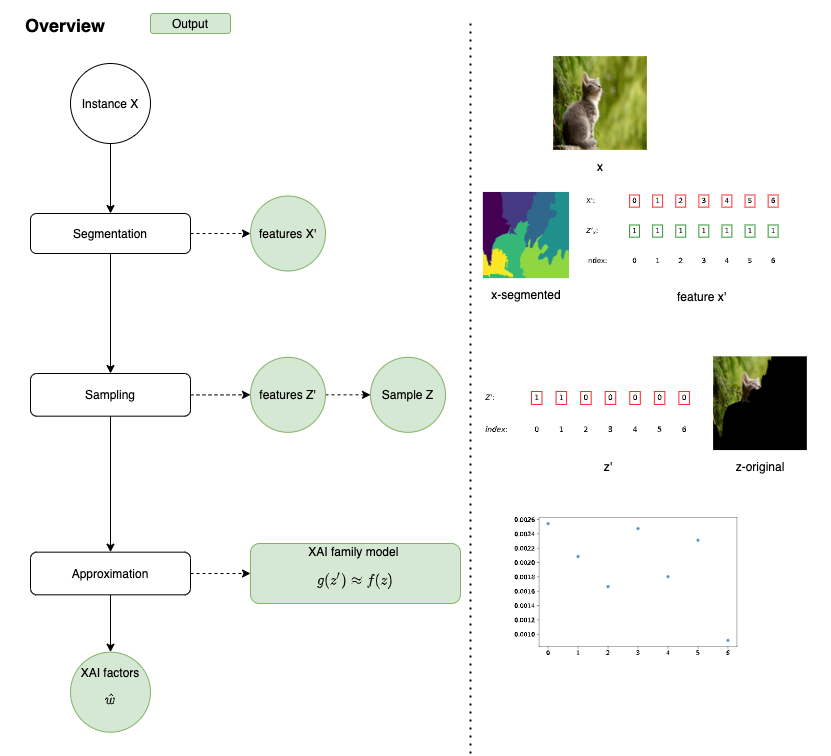 Overview
Output
Instance X
Segmentation
features X'
Sampling
features Z'
Sample Z
Approximation
XAI family model
g(z′) ≈ f(z)
XAI factors
ŵ
x
X': 0 1 2 3 4 5 6
Z',: 1 1 1 1 1 1 1
ndex: 0 1 2 3 4 5 6
x-segmented
feature x'
Z': 1 1 0 0 0 0 0
index: 0 1 2 3 4 5 6
z'
z-original
0.0026
0.0024
0.0022
0.0020
0.0018
0.0016
0.0014
0.0012
0.0010
0 1 2 3 4 5 6